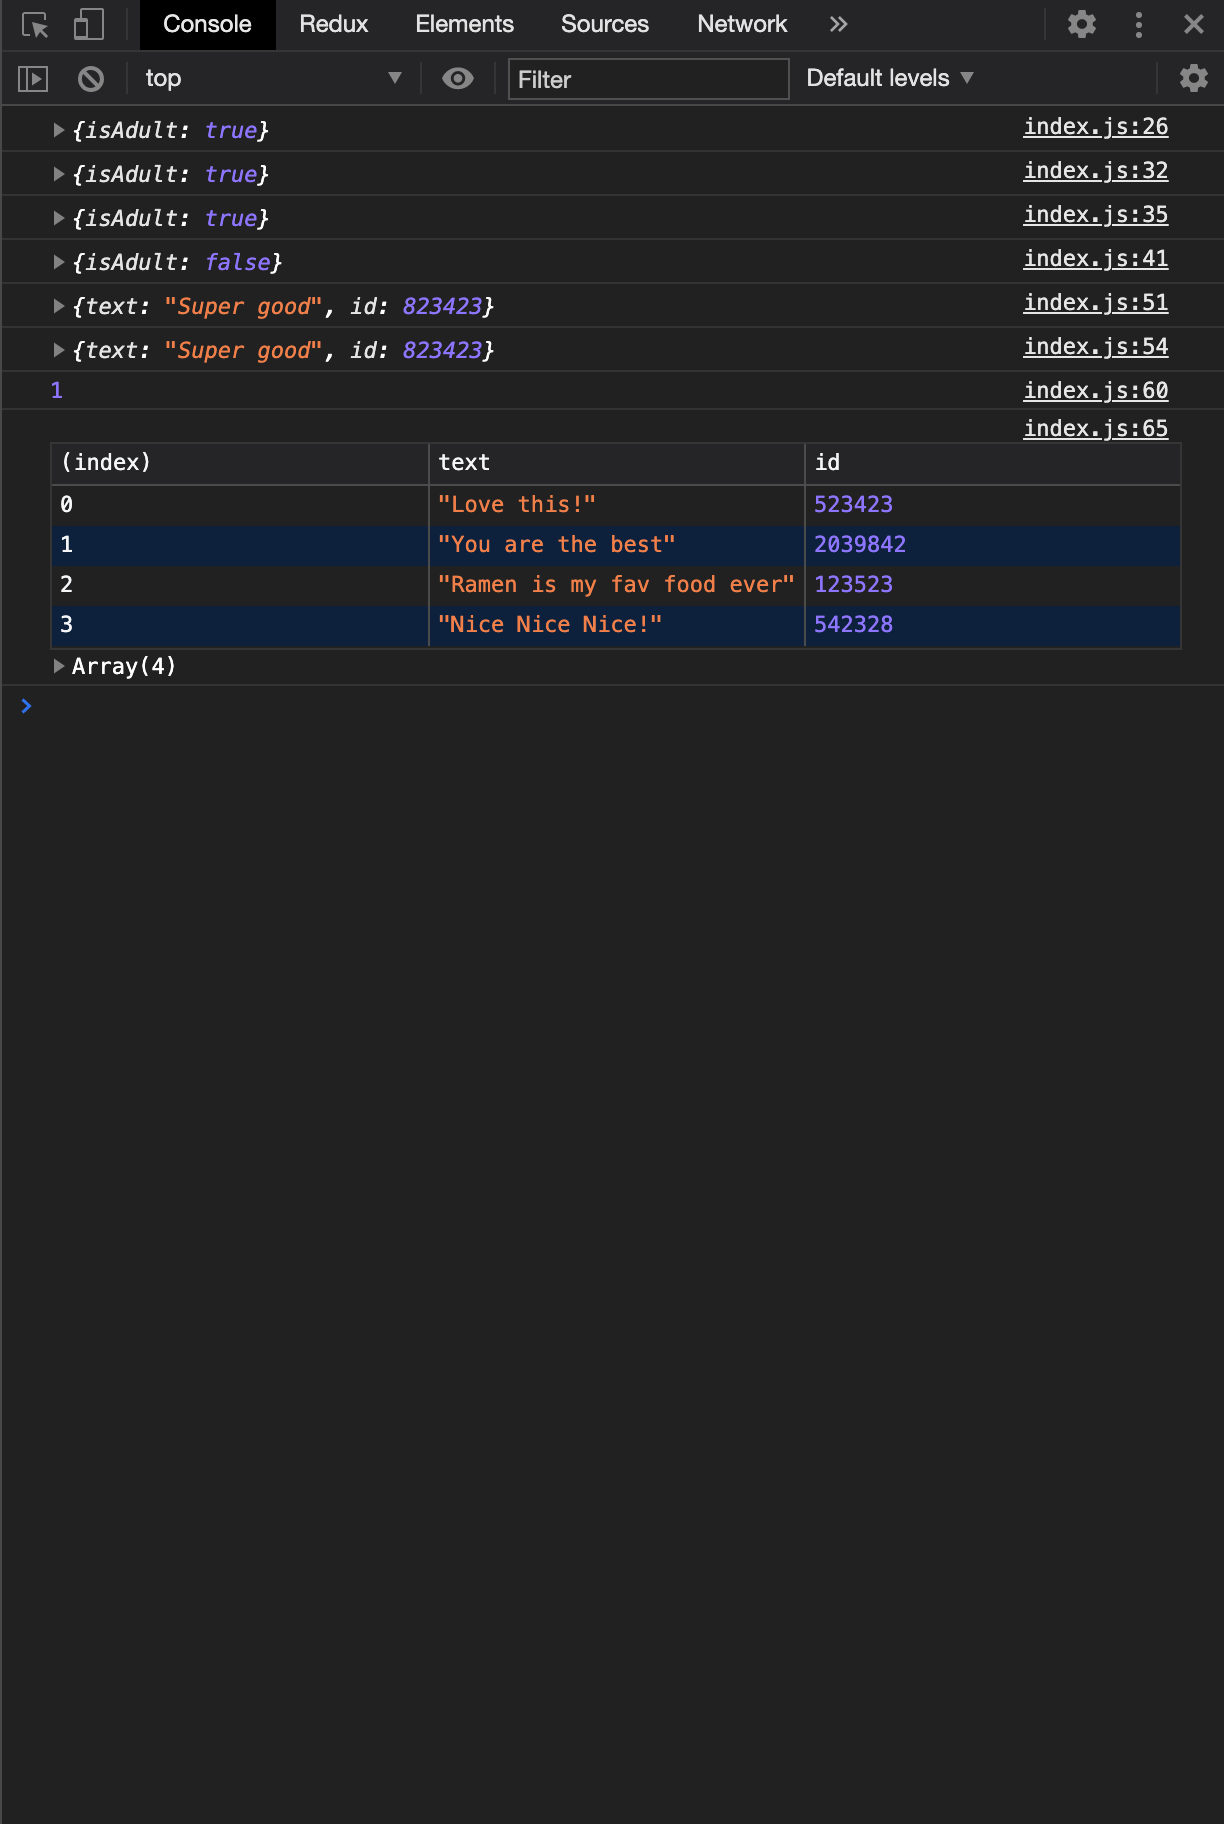 Console Redux Elements Sources Network
top Filter Default levels
{isAdult: true} index.js:26
{isAdult: true} index.js:32
{isAdult: true} index.js:35
{isAdult: false} index.js:41
{text: "Super good", id: 823423} index.js:51
{text: "Super good", id: 823423} index.js:54
1 index.js:60
index.js:65
(index) text id
0 "Love this!" 523423
1 "You are the best" 2039842
2 "Ramen is my fav food ever" 123523
3 "Nice Nice Nice!" 542328
Array(4)